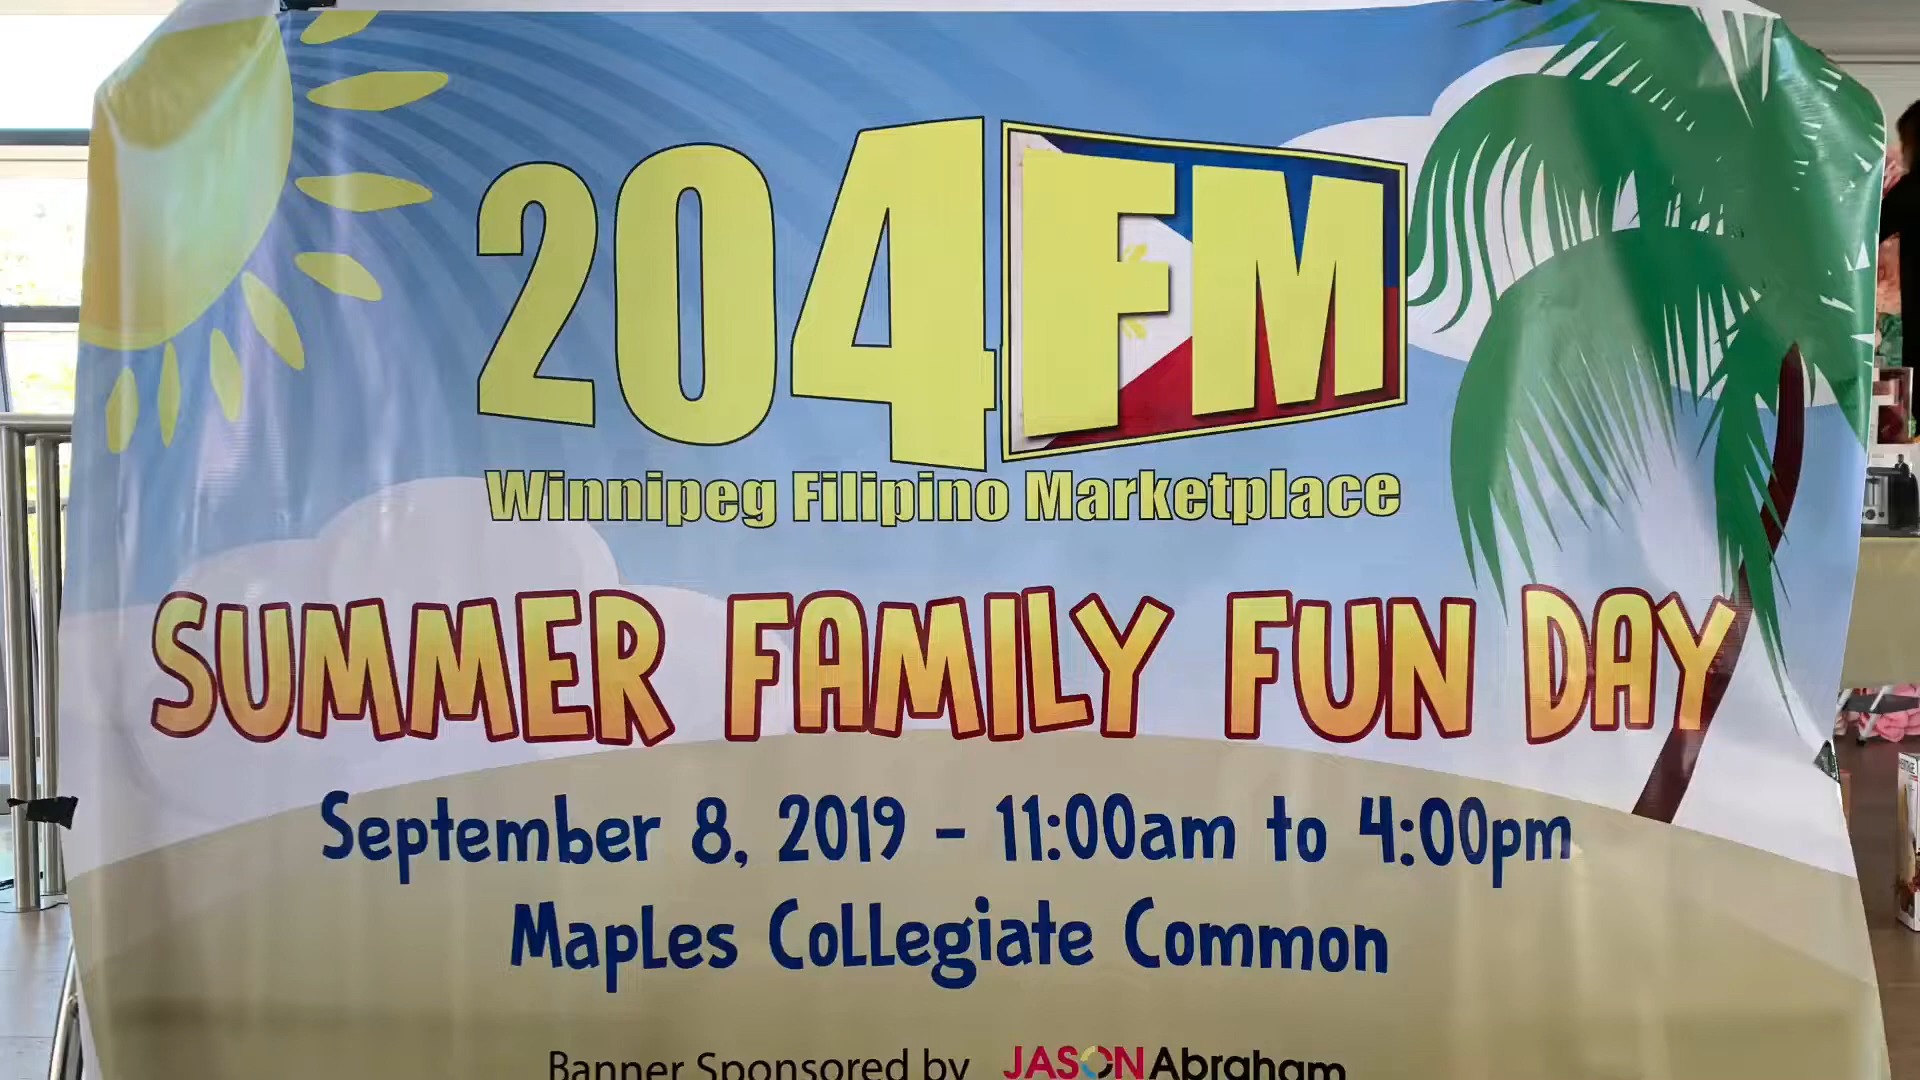 204FM
Winnipeg Filipino Marketplace
SUMMER FAMILY FUN DAY
September 8, 2019 - 11:00am to 4:00pm
Maples Collegiate Common
Banner Sponsored by JASON Abraham